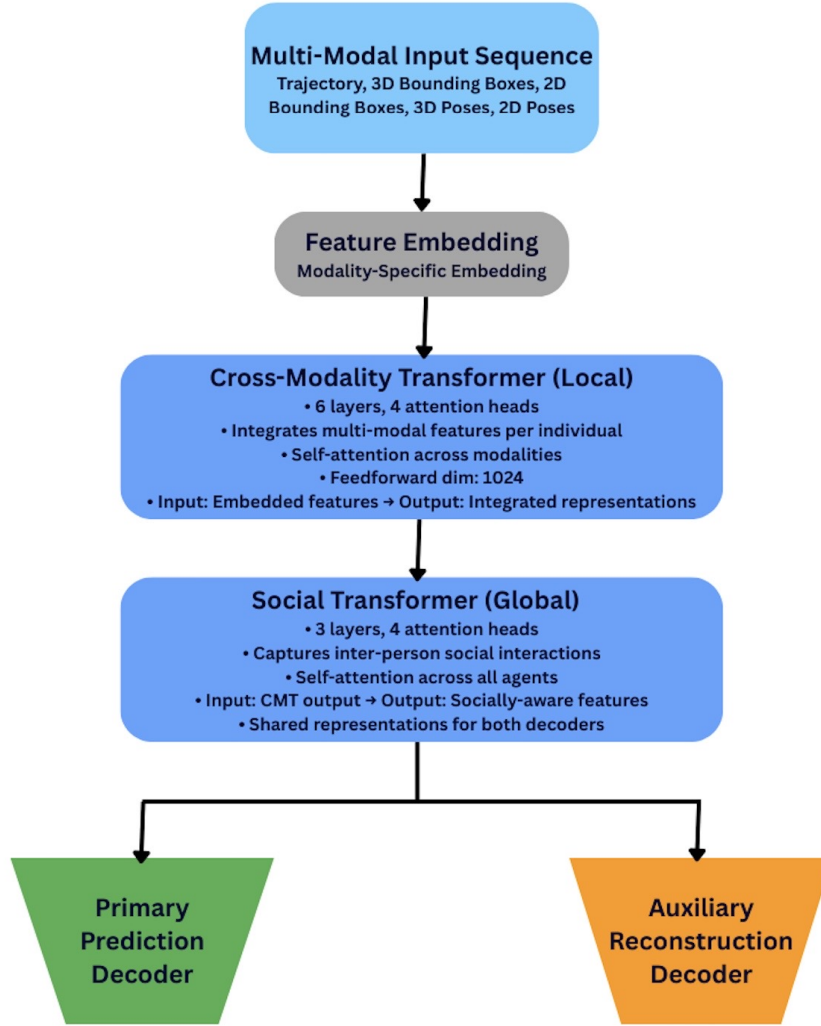 Multi-Modal Input Sequence
Trajectory, 3D Bounding Boxes, 2D
Bounding Boxes, 3D Poses, 2D Poses
Feature Embedding
Modality-Specific Embedding
Cross-Modality Transformer (Local)
• 6 layers, 4 attention heads
• Integrates multi-modal features per individual
• Self-attention across modalities
• Feedforward dim: 1024
• Input: Embedded features → Output: Integrated representations
Social Transformer (Global)
• 3 layers, 4 attention heads
• Captures inter-person social interactions
• Self-attention across all agents
• Input: CMT output → Output: Socially-aware features
• Shared representations for both decoders
Primary
Prediction
Decoder
Auxiliary
Reconstruction
Decoder